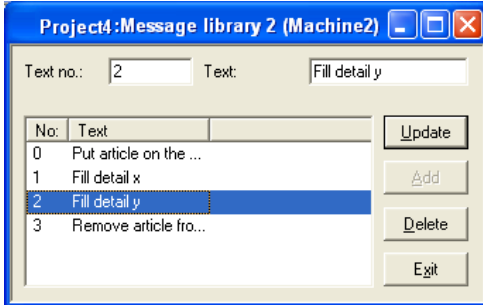 Project4:Message library 2 (Machine2)
Text no.: 2 Text: Fill detail y
No: Text
Update
0 Put article on the ...
1 Fill detail x
Add
2 Fill detail y
3 Remove article fro...
Delete
Exit